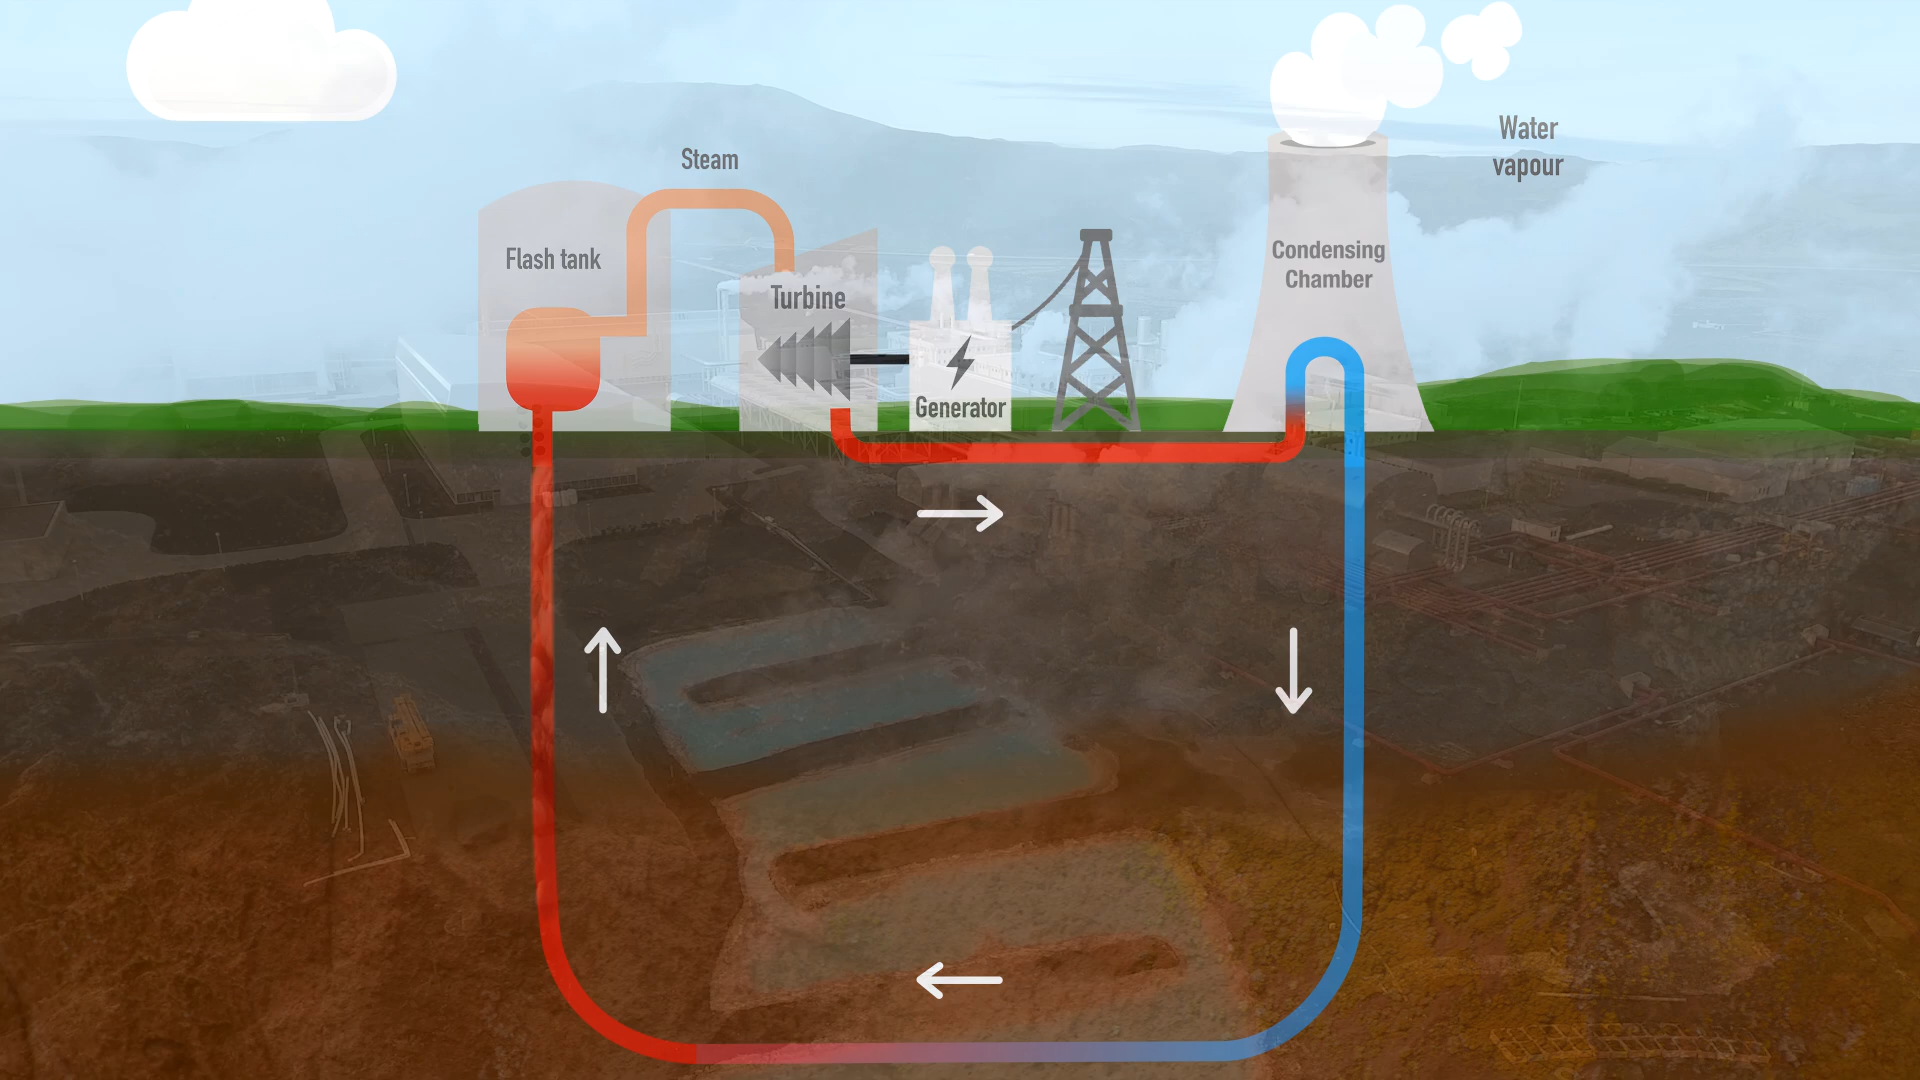 Steam
Flash tank
Turbine
Generator
Condensing
Chamber
Water
vapour